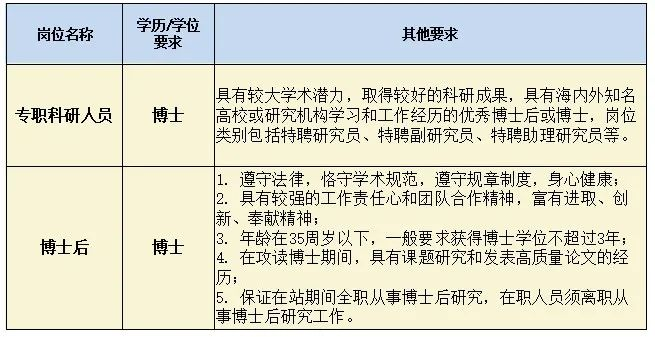 岗位名称
学历/学位
要求
其他要求
专职科研人员
博士
具有较大学术潜力，取得较好的科研成果，具有海内外知名
高校或研究机构学习和工作经历的优秀博士后或博士，岗位
类别包括特聘研究员、特聘副研究员、特聘助理研究员等。
博士后
博士
1. 遵守法律，恪守学术规范，遵守规章制度，身心健康；
2. 具有较强的工作责任心和团队合作精神，富有进取、创
新、奉献精神；
3. 年龄在35周岁以下，一般要求获得博士学位不超过3年；
4. 在攻读博士期间，具有课题研究和发表高质量论文的经
历；
5. 保证在站期间全职从事博士后研究，在职人员须离职从
事博士后研究工作。